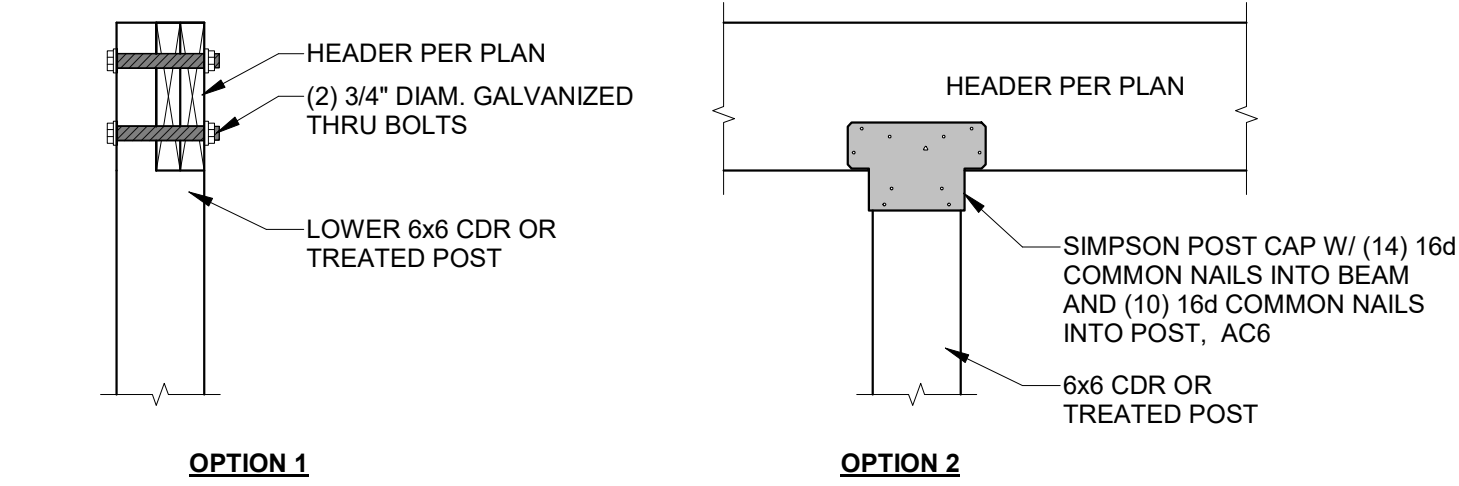 HEADER PER PLAN
(2) 3/4" DIAM. GALVANIZED
THRU BOLTS
LOWER 6x6 CDR OR
TREATED POST
OPTION 1
HEADER PER PLAN
SIMPSON POST CAP W/ (14) 16d
COMMON NAILS INTO BEAM
AND (10) 16d COMMON NAILS
INTO POST, AC6
6x6 CDR OR
TREATED POST
OPTION 2